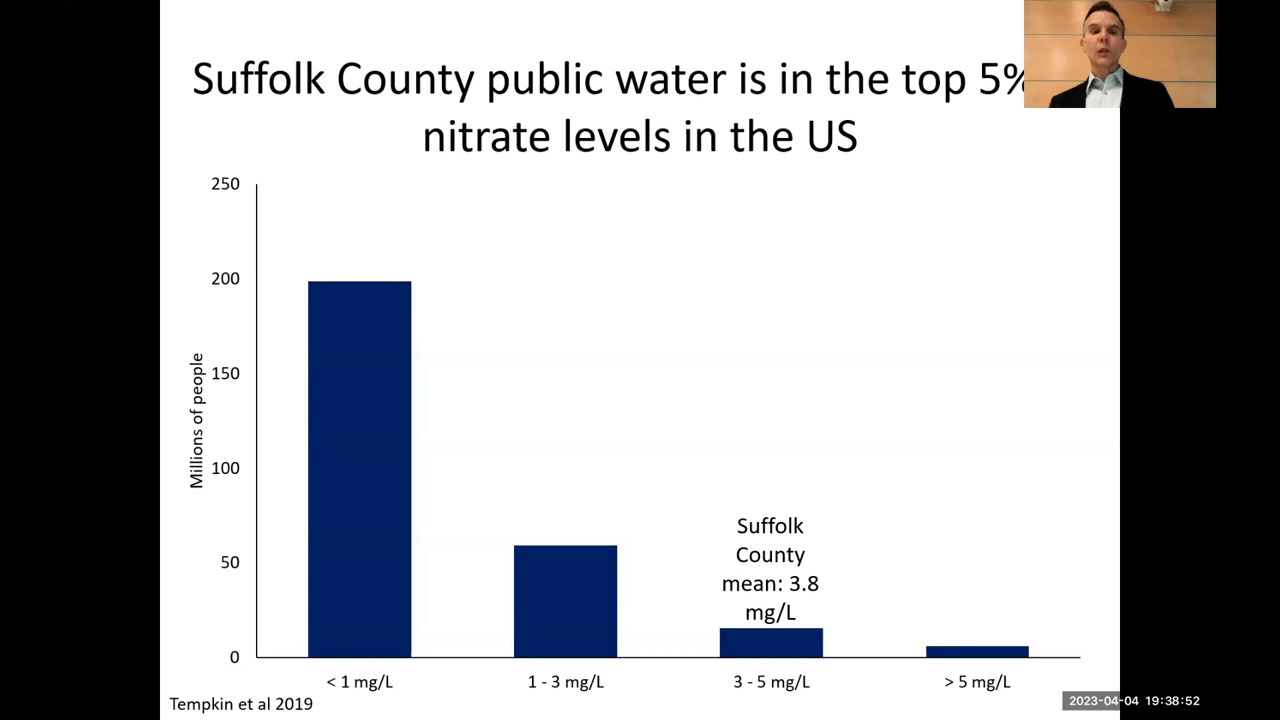 Suffolk County public water is in the top 5%
nitrate levels in the US
250
200
150
100
50
0
Millions of people
Suffolk
County
mean: 3.8
mg/L
< 1 mg/L
1 - 3 mg/L
3 - 5 mg/L
> 5 mg/L
Tempkin et al 2019
2023-04-04 19:38:52